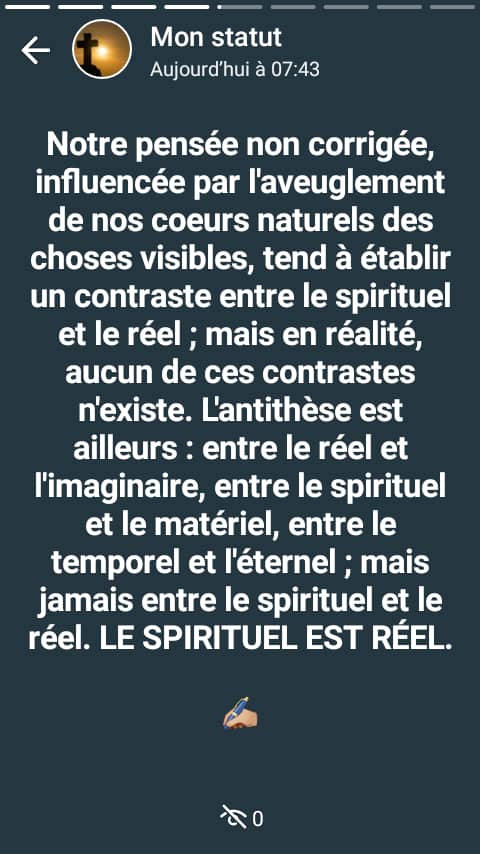 Mon statut
Aujourd’hui à 07:43
Notre pensée non corrigée,
influencée par l'aveuglement
de nos coeurs naturels des
choses visibles, tend à établir
un contraste entre le spirituel
et le réel ; mais en réalité,
aucun de ces contrastes
n'existe. L'antithèse est
ailleurs : entre le réel et
l'imaginaire, entre le spirituel
et le matériel, entre le
temporel et l'éternel ; mais
jamais entre le spirituel et le
réel. LE SPIRITUEL EST RÉEL.
0